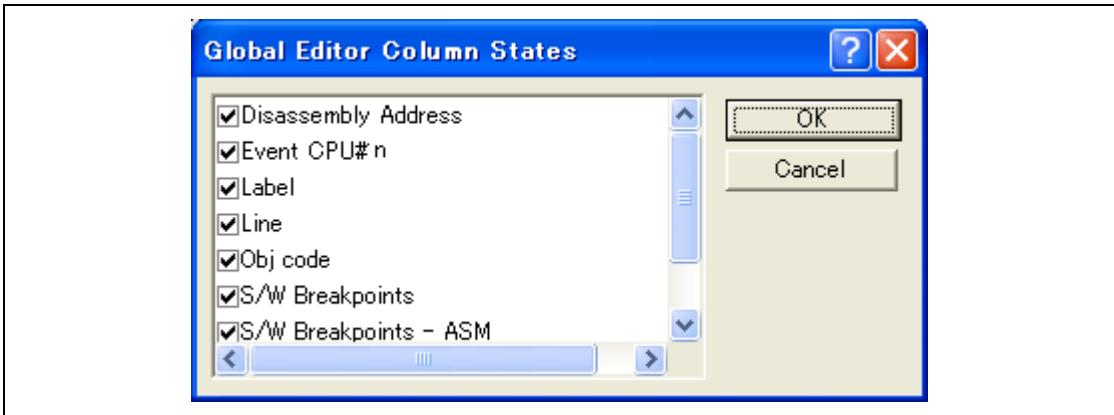 Global Editor Column States
Disassembly Address
Event CPU#n
Label
Line
Obj code
S/W Breakpoints
S/W Breakpoints - ASM
OK
Cancel